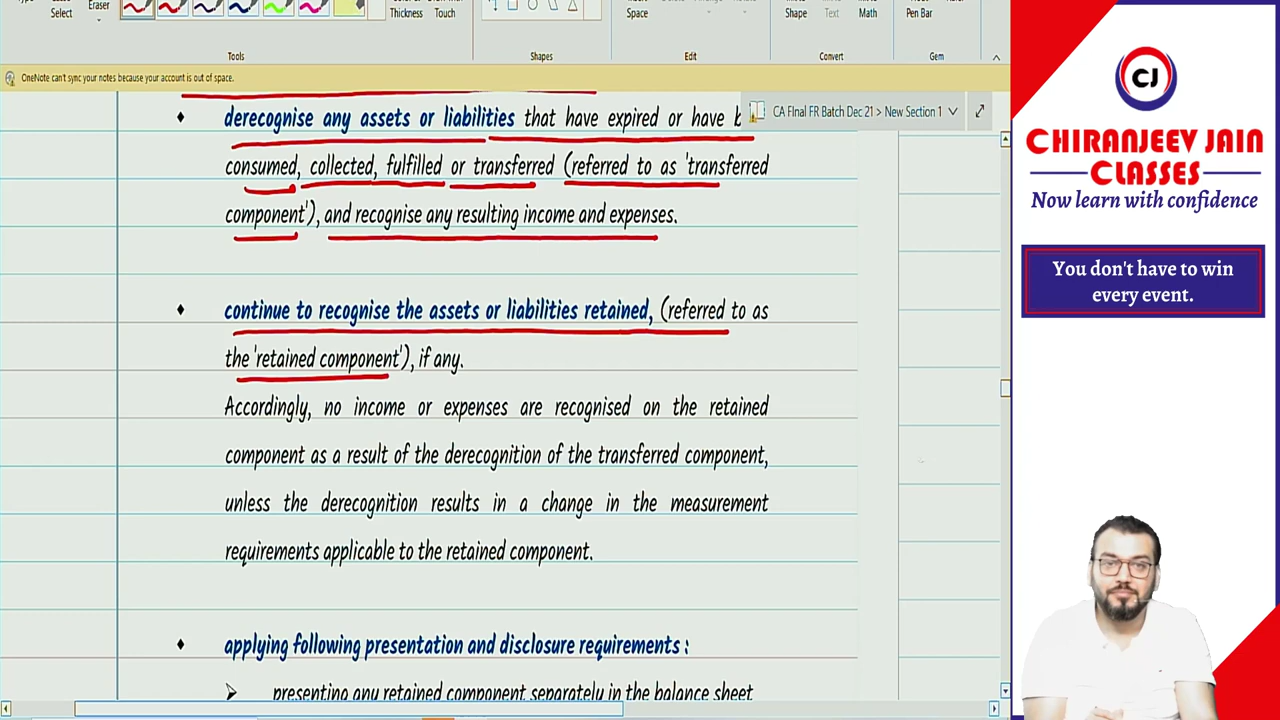 Eraser
Select
Thickness
Touch
Space
Shape
Text
Math
Pen Bar
Tools
Shapes
Edit
Convert
Gem
OneNote can't sync your notes because your account is out of space.
CA FInal FR Batch Dec 21 > New Section 1
♦ derecognise any assets or liabilities that have expired or have b
consumed, collected, fulfilled or transferred (referred to as 'transferred
component'), and recognise any resulting income and expenses.
♦ continue to recognise the assets or liabilities retained, (referred to as
the 'retained component'), if any.
Accordingly, no income or expenses are recognised on the retained
component as a result of the derecognition of the transferred component,
unless the derecognition results in a change in the measurement
requirements applicable to the retained component.
♦ applying following presentation and disclosure requirements :
➢ presenting any retained component separately in the balance sheet
CJ
CHIRANJEEV JAIN
CLASSES
Now learn with confidence
You don't have to win
every event.